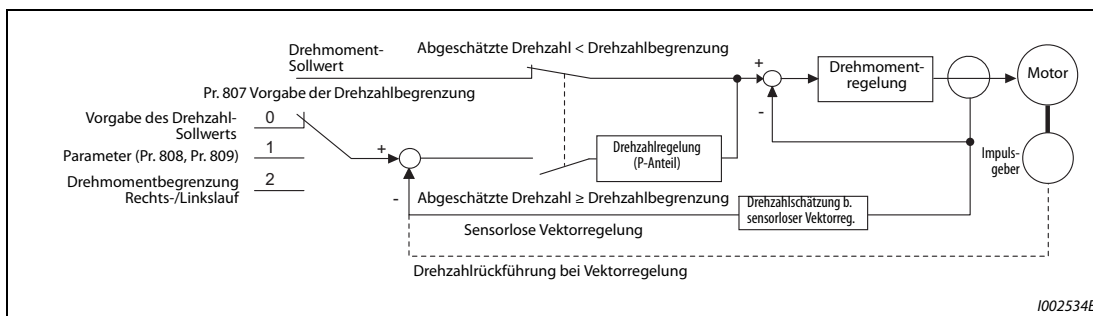 Drehmoment-
Sollwert
Abgeschätzte Drehzahl < Drehzahlbegrenzung
Pr. 807 Vorgabe der Drehzahlbegrenzung
Vorgabe des Drehzahl-
Sollwerts
0
Parameter (Pr. 808, Pr. 809)
1
Drehmomentbegrenzung
Rechts-/Linkslauf
2
+
-
Drehzahlregelung
(P-Anteil)
+
-
Drehmoment-
regelung
Motor
Impuls-
geber
Abgeschätzte Drehzahl ≥ Drehzahlbegrenzung
Drehzahlschätzung b.
sensorloser Vektorreg.
Sensorlose Vektorregelung
Drehzahlrückführung bei Vektorregelung
I002534E